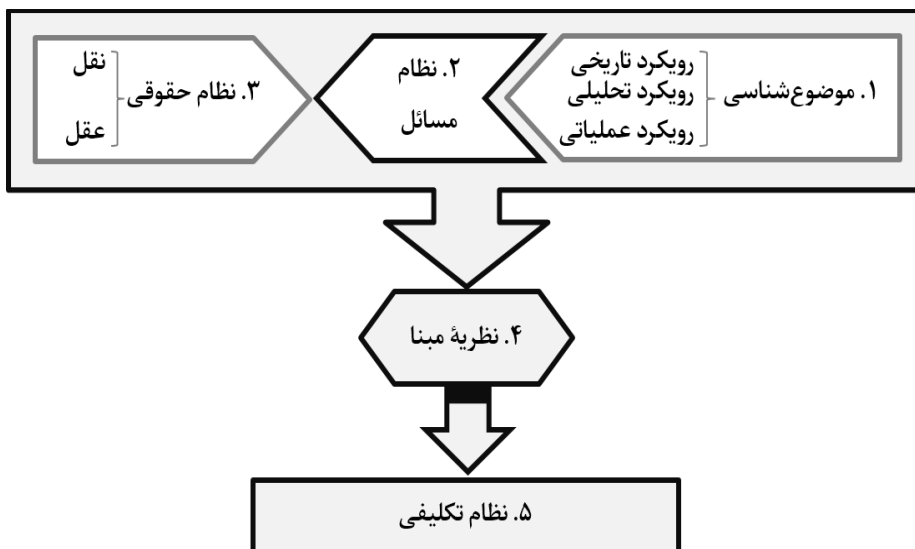 ۱. موضوع‌شناسی
رویکرد تاریخی
رویکرد تحلیلی
رویکرد عملیاتی
۲. نظام
مسائل
۳. نظام حقوقی
نقل
عقل
۴. نظریهٔ مبنا
۵. نظام تکلیفی